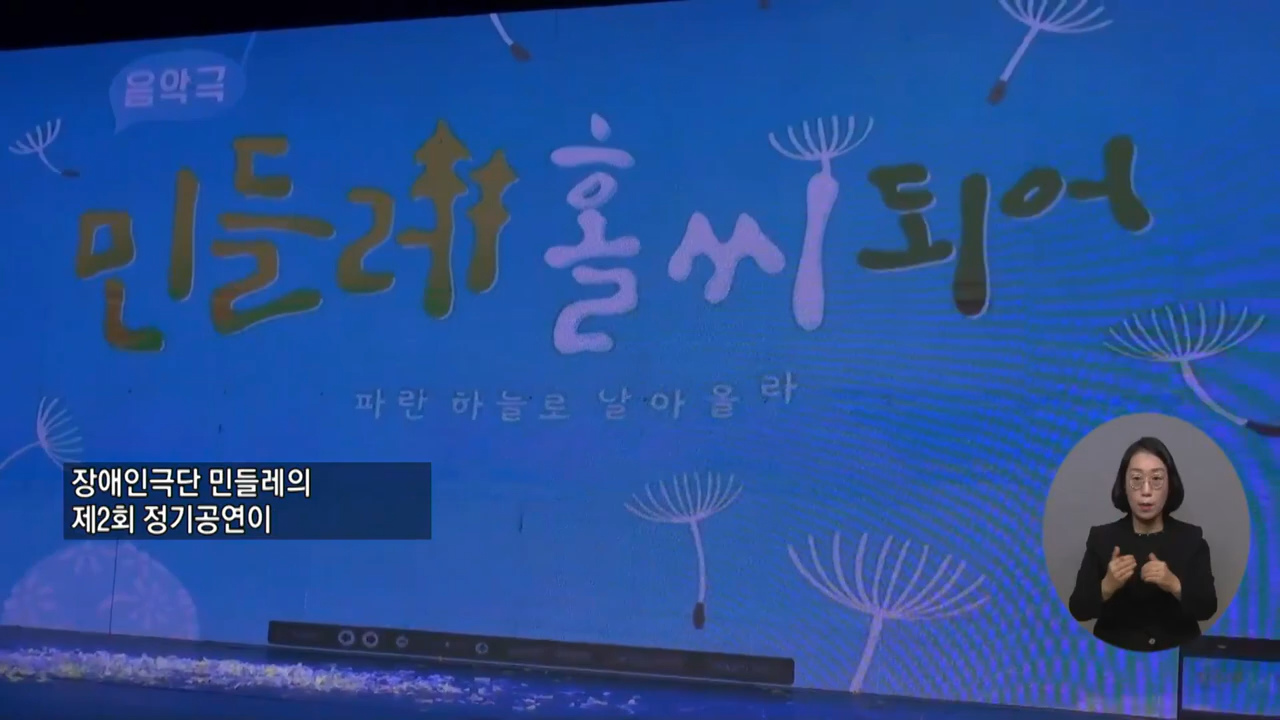 음악극
민들레 홀씨 되어
파란 하늘로 날아 올라
장애인극단 민들레의
제2회 정기공연이